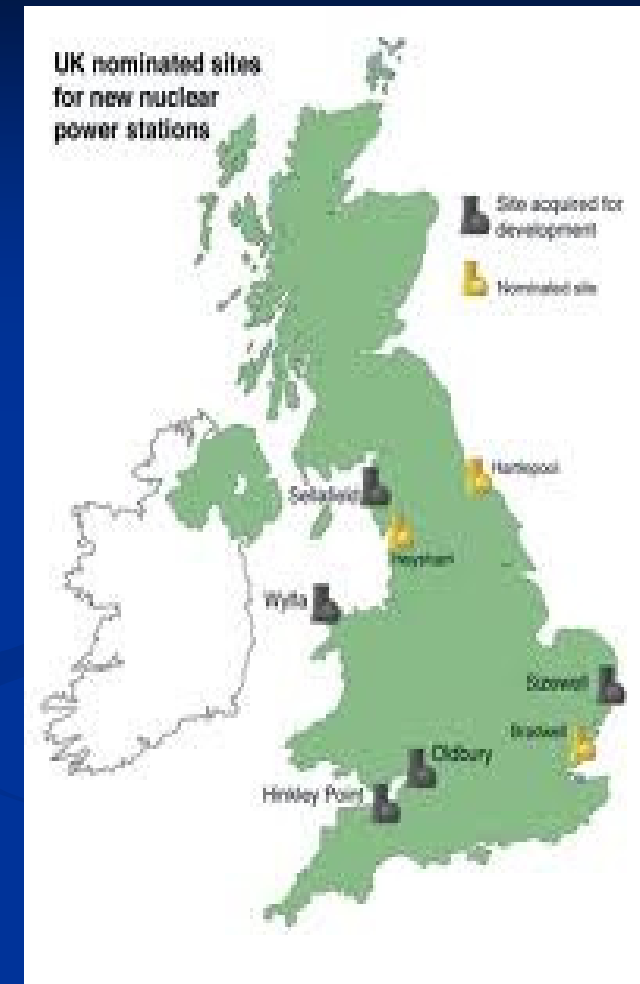 UK nominated sites
for new nuclear
power stations
Site acquired for
development
Nominated site
Hartlepool
Sellafield
Heysham
Wylfa
Sizewell
Bradwell
Oldbury
Hinkley Point